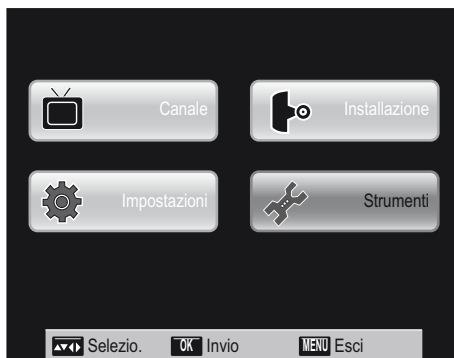 Canale
Installazione
Impostazioni
Strumenti
Selezio. OK Invio MENU Esci